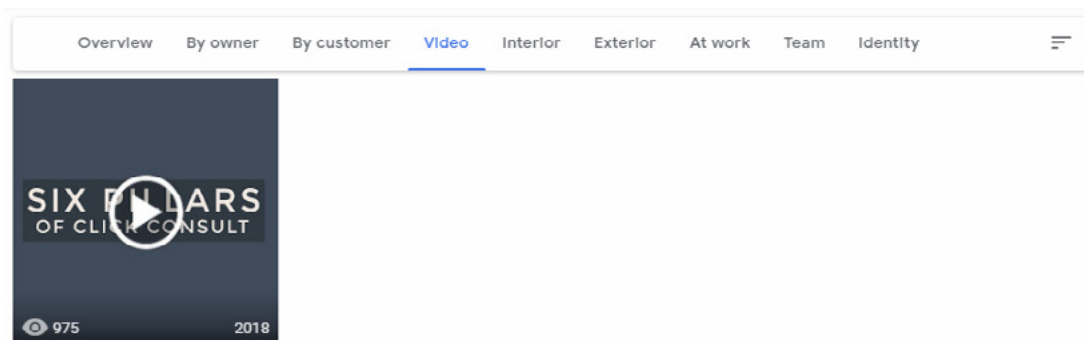 Overview By owner By customer Video Interior Exterior At work Team Identity
SIX PILLARS
OF CLICK CONSULT
975 2018